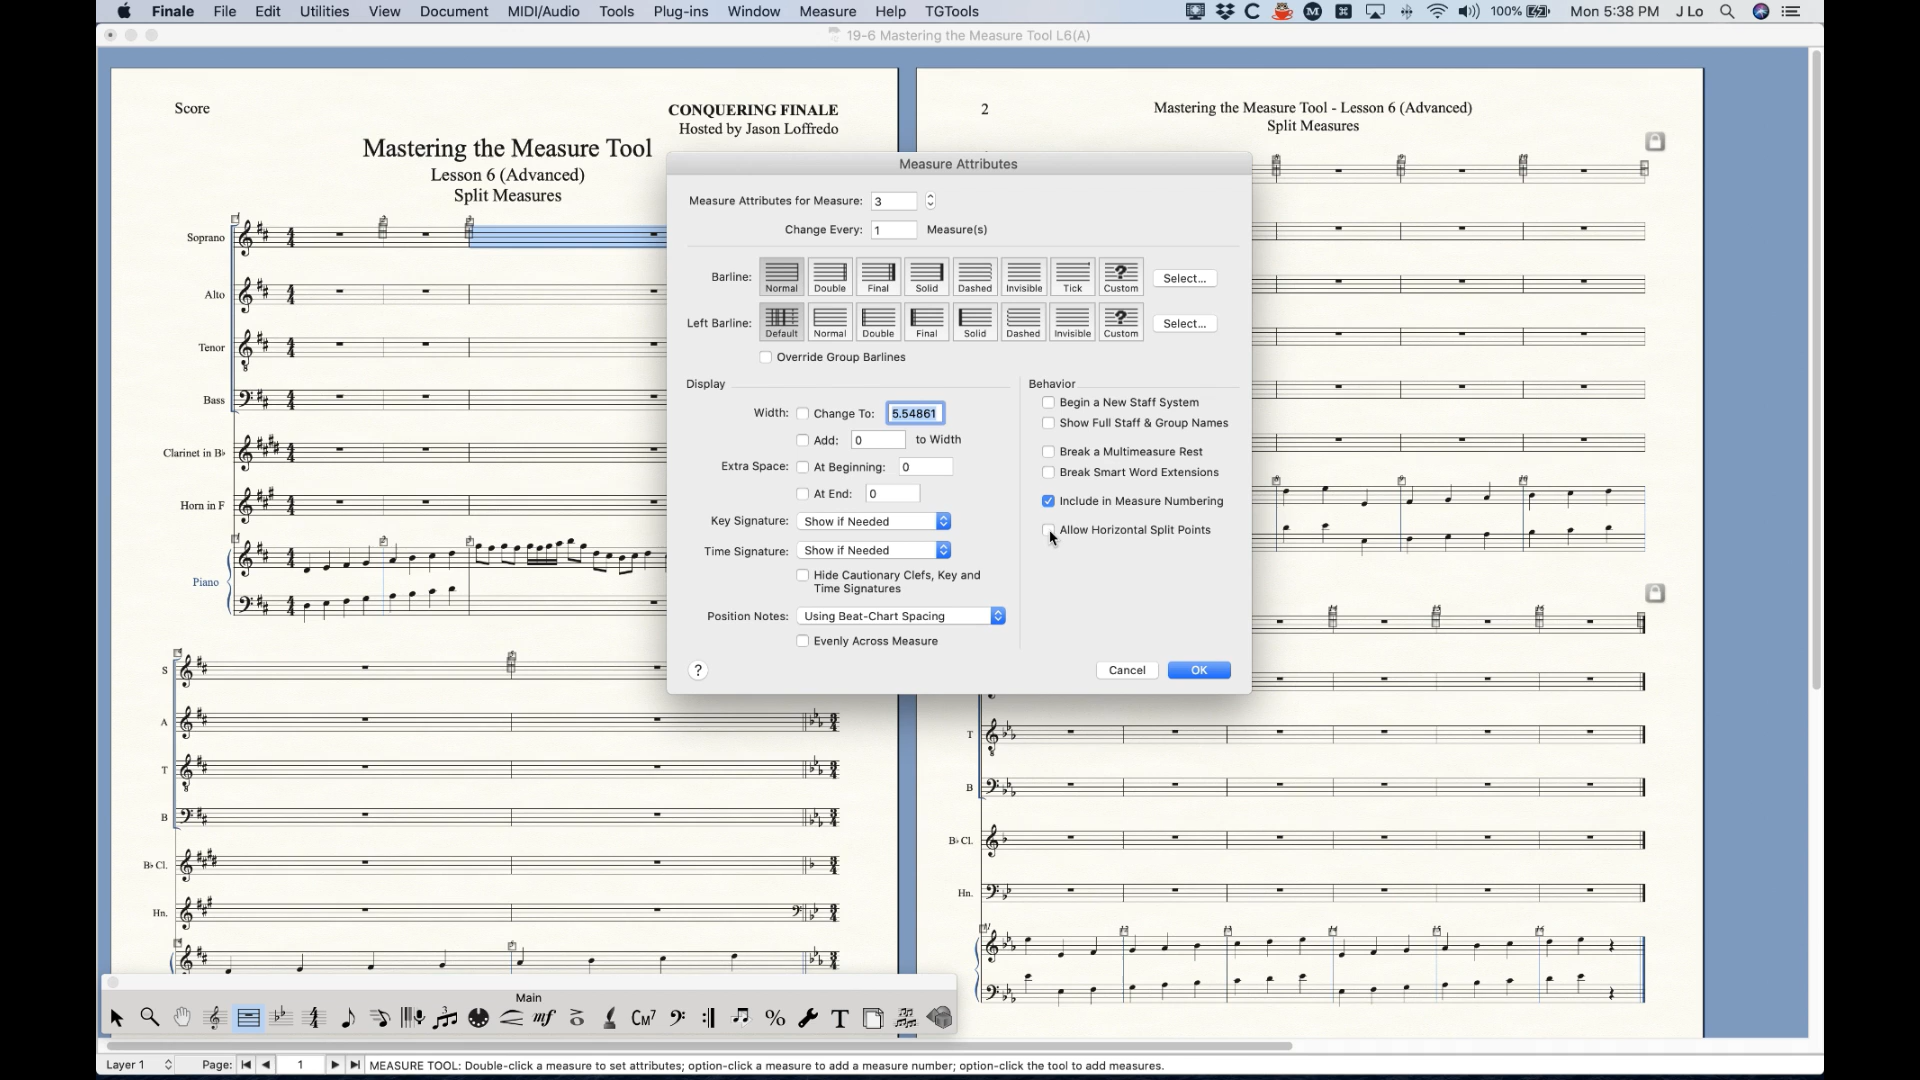 Finale File Edit Utilities View Document MIDI/Audio Tools Plug-ins Window Measure Help TGTools 100% Mon 5:38 PM J Lo
19-6 Mastering the Measure Tool L6(A)
Score
CONQUERING FINALE
Hosted by Jason Loffredo
Mastering the Measure Tool
Lesson 6 (Advanced)
Split Measures
Soprano
Alto
Tenor
Bass
Clarinet in B♭
Horn in F
Piano
S
A
T
B
B♭ Cl.
Hn.
2
Mastering the Measure Tool - Lesson 6 (Advanced)
Split Measures
T
B
B♭ Cl.
Hn.
Measure Attributes
Measure Attributes for Measure: 3
Change Every: 1 Measure(s)
Barline: Normal Double Final Solid Dashed Invisible Tick Custom Select...
Left Barline: Default Normal Double Final Solid Dashed Invisible Custom Select...
Override Group Barlines
Display
Width: Change To: 5.54861
Add: 0 to Width
Extra Space: At Beginning: 0
At End: 0
Key Signature: Show if Needed
Time Signature: Show if Needed
Hide Cautionary Clefs, Key and
Time Signatures
Position Notes: Using Beat-Chart Spacing
Evenly Across Measure
Behavior
Begin a New Staff System
Show Full Staff & Group Names
Break a Multimeasure Rest
Break Smart Word Extensions
Include in Measure Numbering
Allow Horizontal Split Points
? Cancel OK
Main
mf CM7 % T
Layer 1 Page: 1 MEASURE TOOL: Double-click a measure to set attributes; option-click a measure to add a measure number; option-click the tool to add measures.